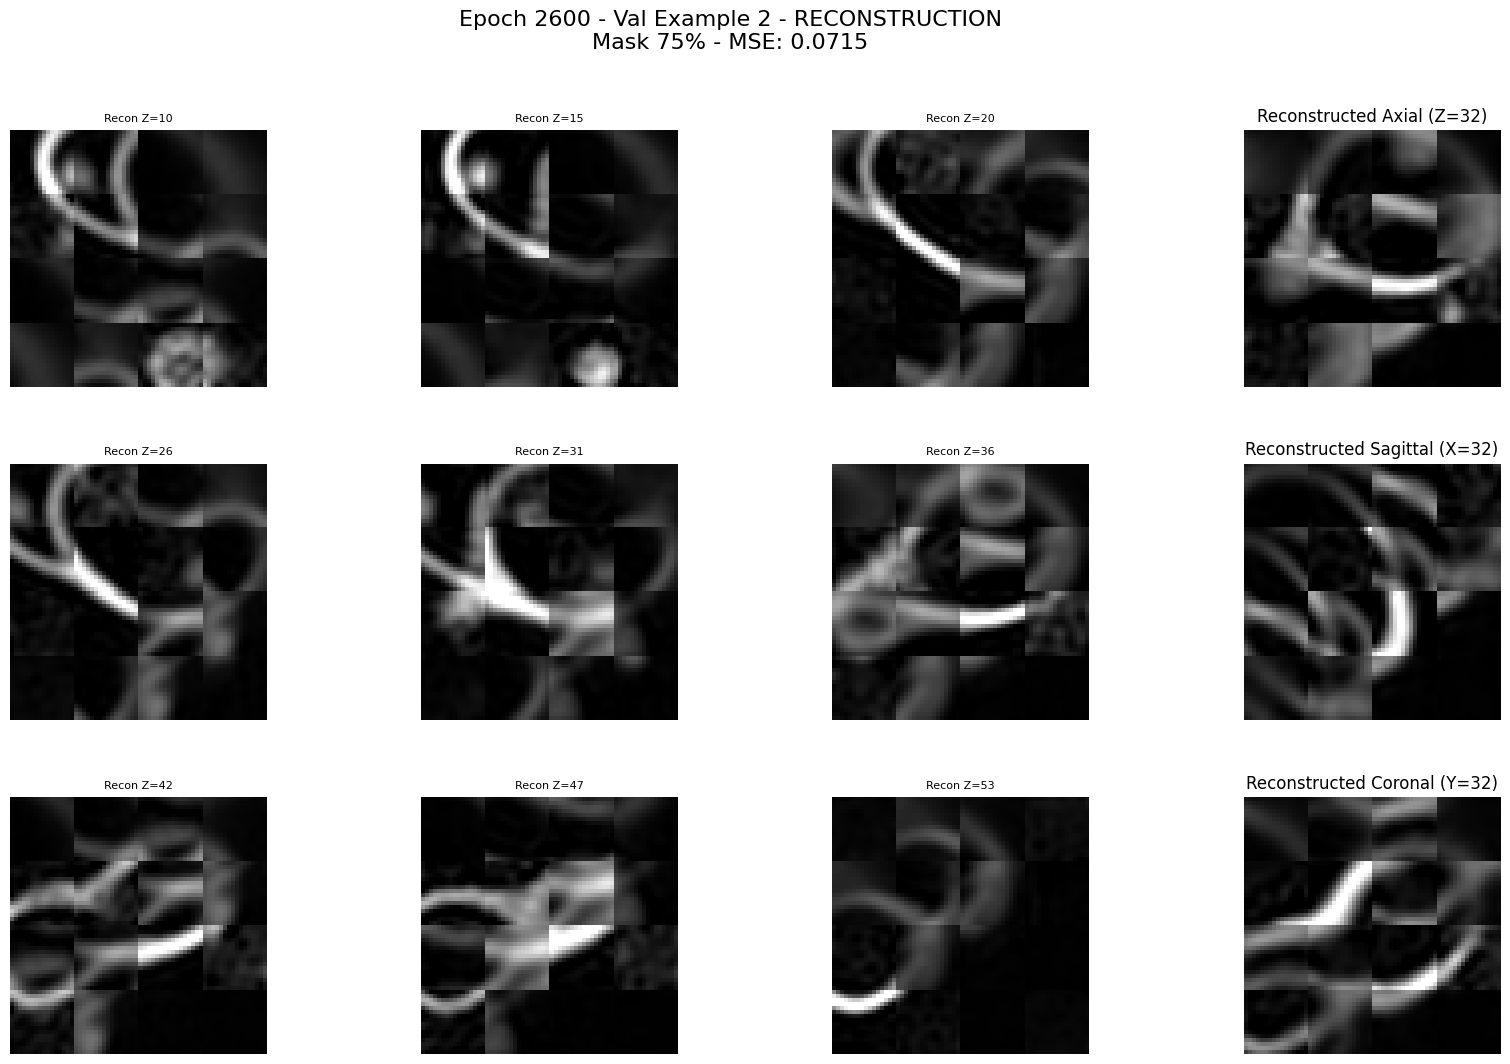 Epoch 2600 - Val Example 2 - RECONSTRUCTION
Mask 75% - MSE: 0.0715
Recon Z=10
Recon Z=15
Recon Z=20
Reconstructed Axial (Z=32)
Recon Z=26
Recon Z=31
Recon Z=36
Reconstructed Sagittal (X=32)
Recon Z=42
Recon Z=47
Recon Z=53
Reconstructed Coronal (Y=32)